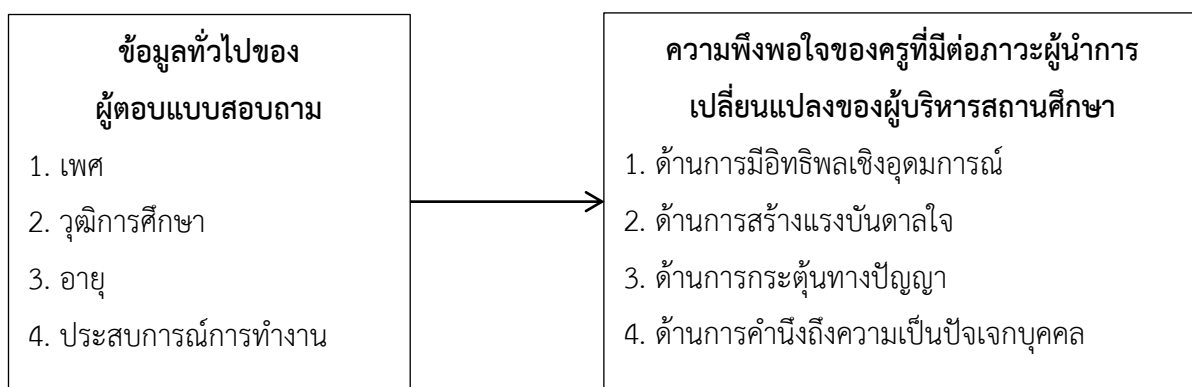 ข้อมูลทั่วไปของ
ผู้ตอบแบบสอบถาม
1. เพศ
2. วุฒิการศึกษา
3. อายุ
4. ประสบการณ์การทำงาน
ความพึงพอใจของครูที่มีต่อภาวะผู้นำการ
เปลี่ยนแปลงของผู้บริหารสถานศึกษา
1. ด้านการมีอิทธิพลเชิงอุดมการณ์
2. ด้านการสร้างแรงบันดาลใจ
3. ด้านการกระตุ้นทางปัญญา
4. ด้านการคำนึงถึงความเป็นปัจเจกบุคคล